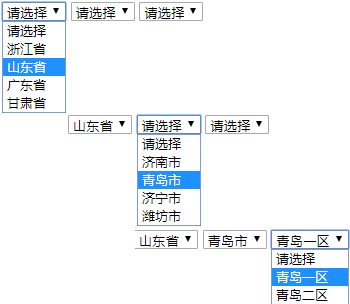 请选择 请选择 请选择
请选择
浙江省
山东省
广东省
甘肃省
山东省 请选择 请选择
请选择
济南市
青岛市
济宁市
潍坊市
山东省 青岛市 青岛一区
请选择
青岛一区
青岛二区